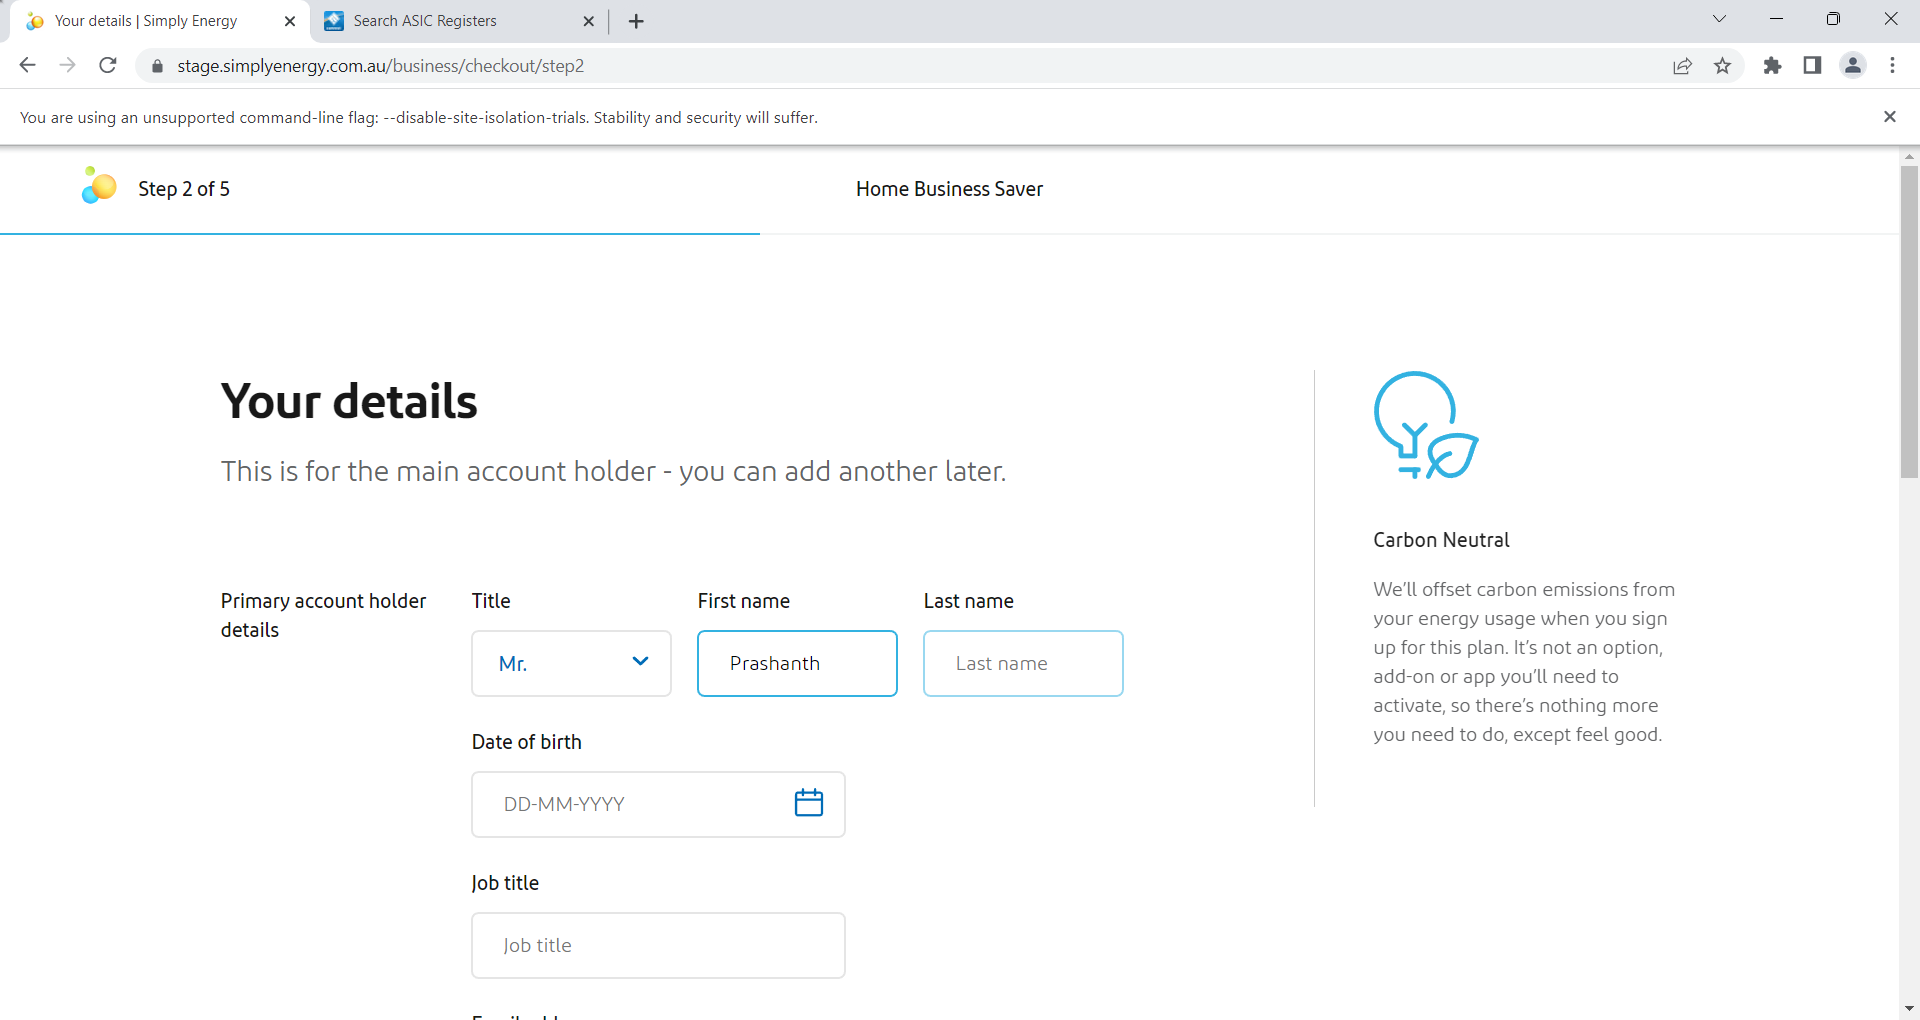 Your details | Simply Energy
Search ASIC Registers
stage.simplyenergy.com.au/business/checkout/step2
You are using an unsupported command-line flag: --disable-site-isolation-trials. Stability and security will suffer.
Step 2 of 5
Home Business Saver
Your details
This is for the main account holder - you can add another later.
Primary account holder
details
Title
First name
Last name
Mr.
Prashanth
Last name
Date of birth
DD-MM-YYYY
Job title
Job title
Carbon Neutral
We'll offset carbon emissions from
your energy usage when you sign
up for this plan. It's not an option,
add-on or app you'll need to
activate, so there's nothing more
you need to do, except feel good.